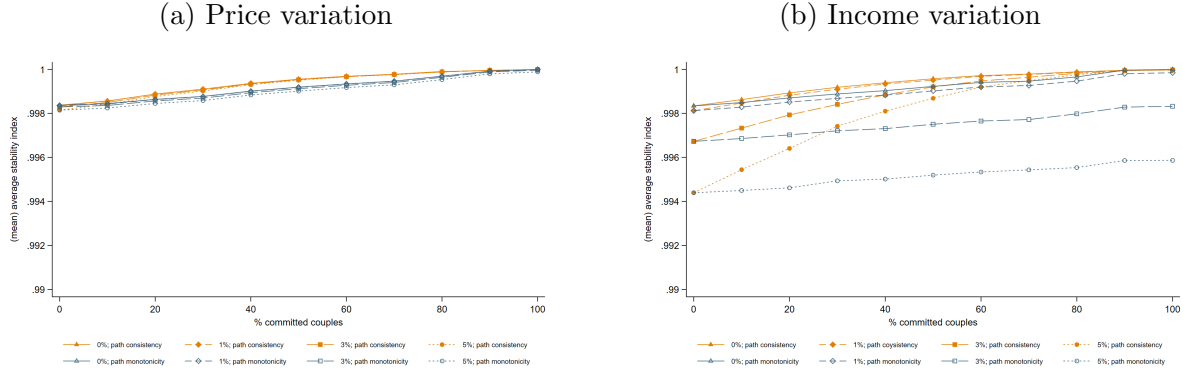 (a) Price variation
(mean) average stability index
1
.998
.996
.994
.992
.99
0
20
40
60
80
100
% committed couples
0%; path consistency
1%; path consistency
3%; path consistency
5%; path consistency
0%; path monotonicity
1%; path monotonicity
3%; path monotonicity
5%; path monotonicity
(b) Income variation
(mean) average stability index
1
.998
.996
.994
.992
.99
0
20
40
60
80
100
% committed couples
0%; path consistency
1%; path coysistency
3%; path consistency
5%; path consistency
0%; path monotonicity
1%; path monotonicity
3%; path monotonicity
5%; path monotonicity